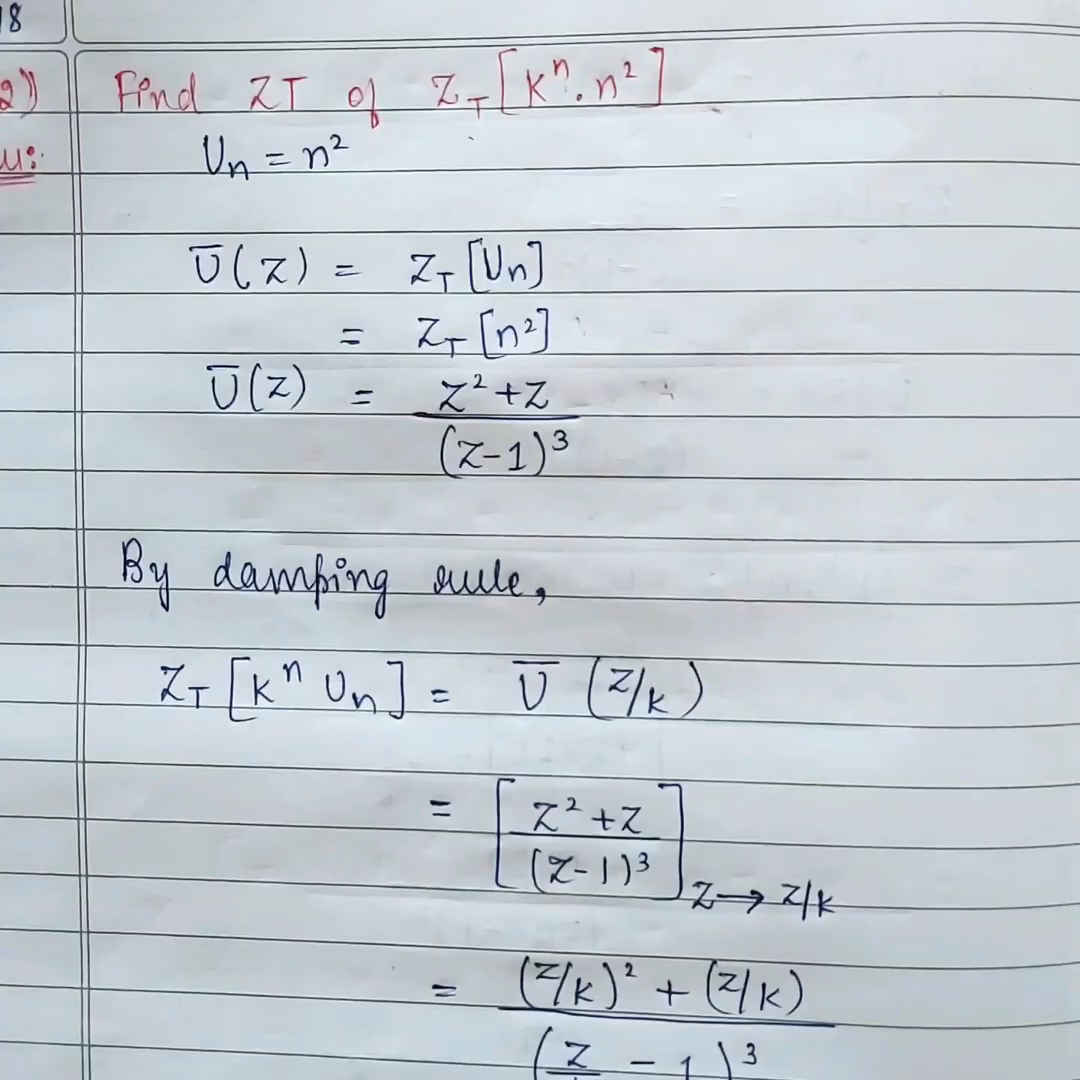 18
2) Find ZT of Z_T [k^n. n^2]
U_n = n^2
Ū(z) = Z_T [U_n]
= Z_T [n^2]
Ū(z) = z^2 + z / (z-1)^3
By damping rule,
Z_T [k^n U_n] = Ū (z/k)
= [ z^2 + z / (z-1)^3 ] z → z/k
= (z/k)^2 + (z/k)
(z - 1)^3